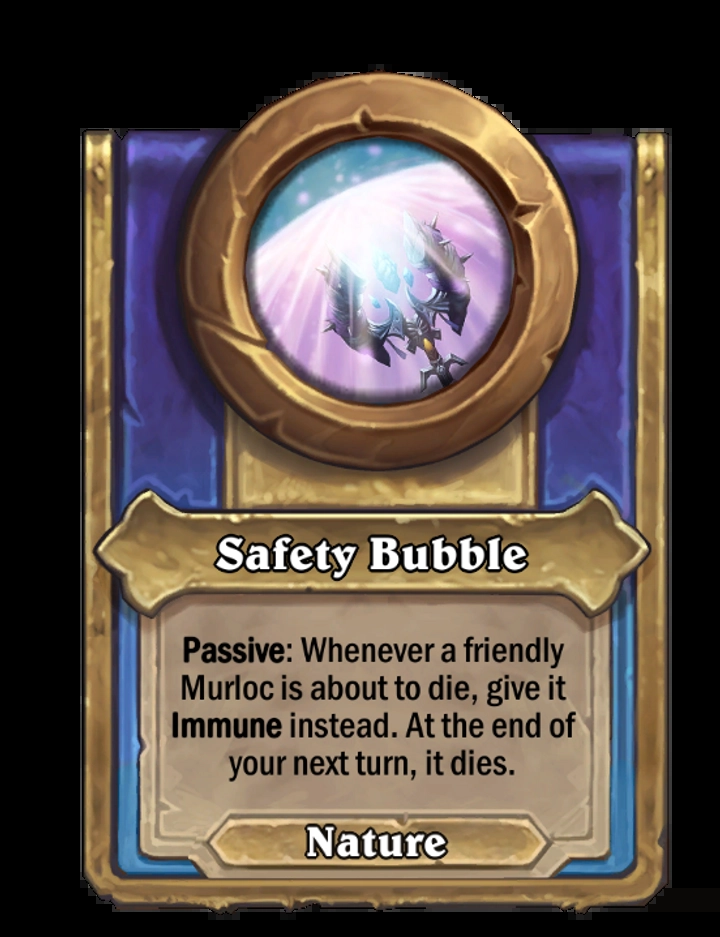 Safety Bubble
Passive: Whenever a friendly
Murloc is about to die, give it
Immune instead. At the end of
your next turn, it dies.
Nature